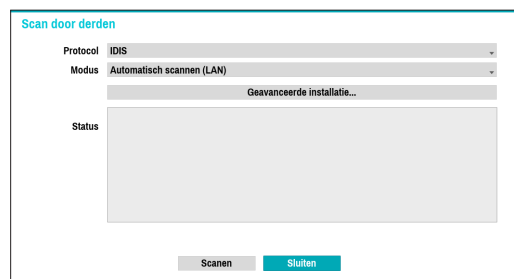 Scan door derden
Protocol IDIS
Modus Automatisch scannen (LAN)
Geavanceerde installatie...
Status
Scanen Sluiten